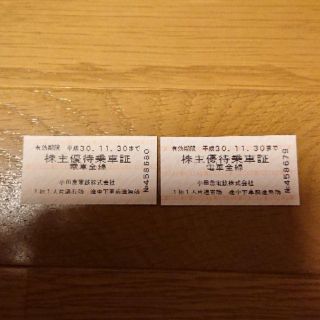 有効期限 平成30.11.30まで
株主優待乗車証
電車全線
小田急電鉄株式会社
1枚1人片道有効 途中下車前途無効
№458680
有効期限 平成30.11.30まで
株主優待乗車証
電車全線
小田急電鉄株式会社
1枚1人片道有効 途中下車前途無効
№458679